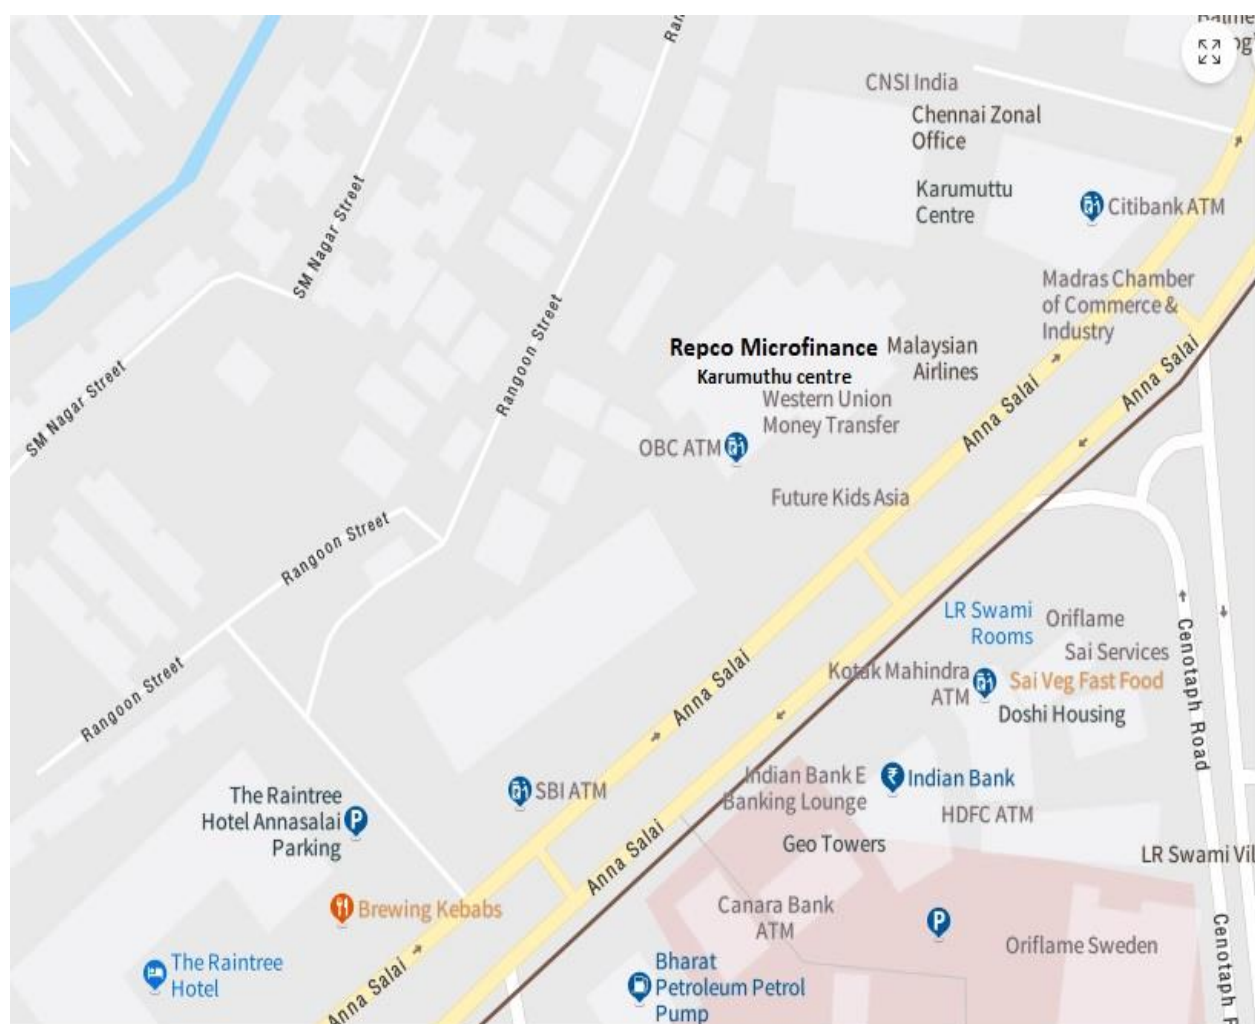 CNSI India
Chennai Zonal
Office
Karumuttu
Centre
Citibank ATM
SM Nagar Street
Madras Chamber
of Commerce &
Industry
Rangoon Street
Repco Microfinance
Karumuthu centre
Malaysian
Airlines
Anna Salai
Anna Salai
SM Nagar Street
Western Union
Money Transfer
OBC ATM
Future Kids Asia
Rangoon Street
LR Swami
Rooms
Oriflame
Sai Services
Cenotaph Road
Kotak Mahindra
ATM
Sai Veg Fast Food
Doshi Housing
Rangoon Street
Anna Salai
Indian Bank E
Banking Lounge
Indian Bank
SBI ATM
The Raintree
Hotel Annasalai
Parking
P
HDFC ATM
Geo Towers
Anna Salai
LR Swami
Brewing Kebabs
Canara Bank
ATM
P
Oriflame Sweden
Cenotaph
The Raintree
Hotel
Anna Salai
Bharat
Petroleum Petrol
Pump